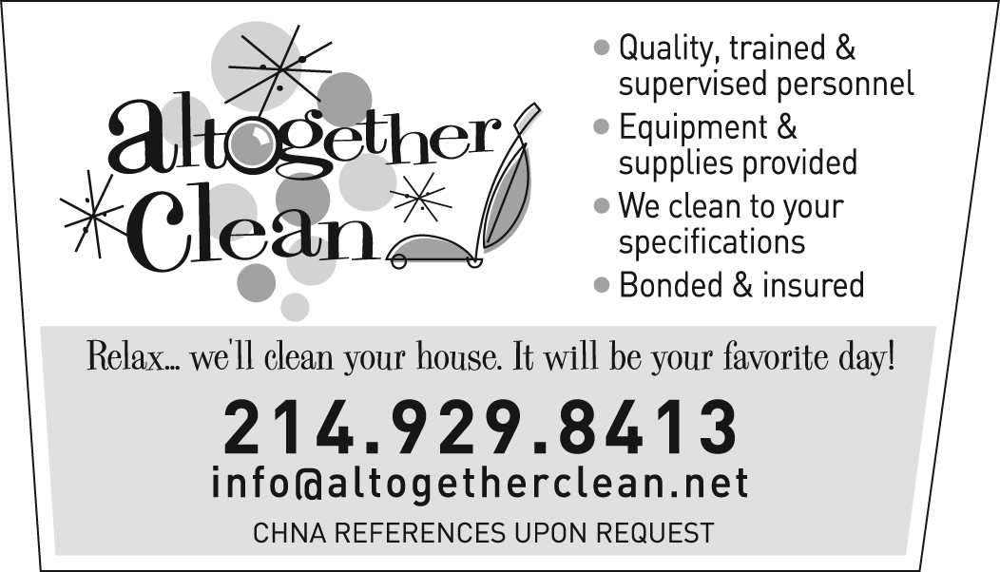 altogether
clean
Quality, trained &
supervised personnel
Equipment &
supplies provided
We clean to your
specifications
Bonded & insured
Relax... we'll clean your house. It will be your favorite day!
214.929.8413
info@altogetherclean.net
CHNA REFERENCES UPON REQUEST